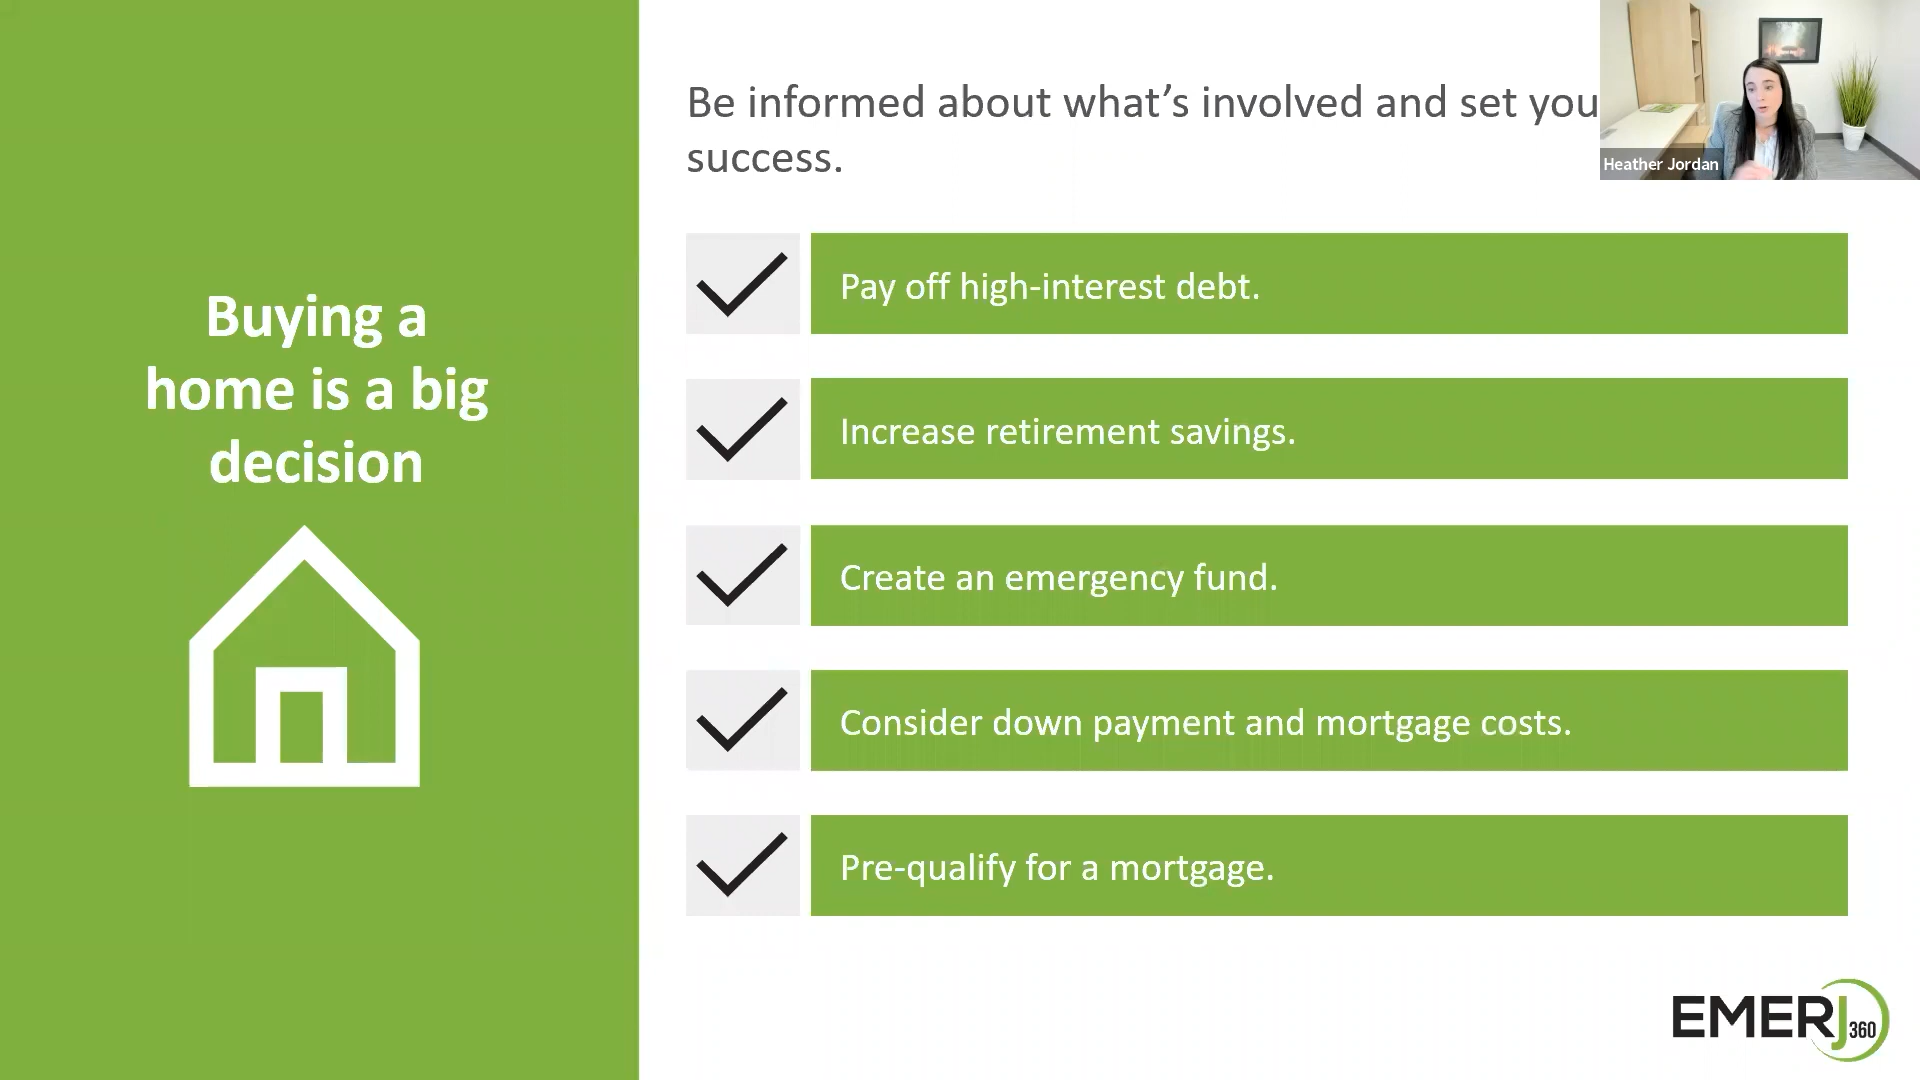 Buying a
home is a big
decision
Be informed about what's involved and set you
success.
Heather Jordan
Pay off high-interest debt.
Increase retirement savings.
Create an emergency fund.
Consider down payment and mortgage costs.
Pre-qualify for a mortgage.
EMERJ360